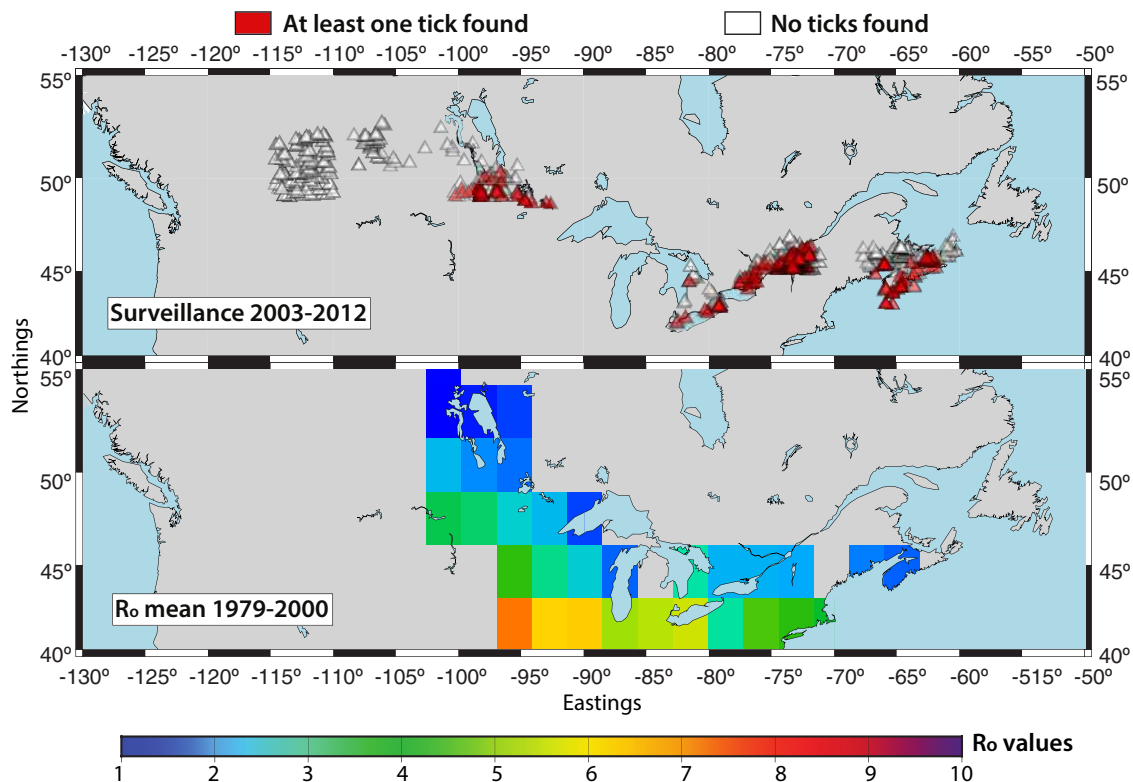 At least one tick found No ticks found
-130º -125º -120º -115º -110º -105º -100º -95º -90º -85º -80º -75º -70º -65º -60º -55º -50º
55º 55º
50º 50º
45º 45º
Surveillance 2003-2012
40º 40º
Northings
55º 55º
50º 50º
45º 45º
Ro mean 1979-2000
40º 40º
-130º -125º -120º -115º -110º -105º -100º -95º -90º -85º -80º -75º -70º -65º -60º -515º -50º
Eastings
Ro values
1 2 3 4 5 6 7 8 9 10